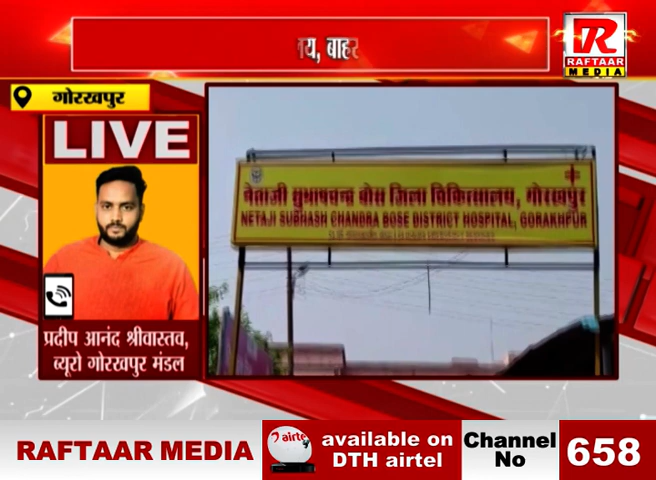 य, बाहर
R
RAFTAAR
MEDIA
गोरखपुर
LIVE
प्रदीप आनंद श्रीवास्तव,
ब्यूरो गोरखपुर मंडल
नेताजी सुभाषचन्द्र बोस जिला चिकित्सालय, गोरखपुर
NETAJI SUBHASH CHANDRA BOSE DISTRICT HOSPITAL, GORAKHPUR
RAFTAAR MEDIA
airtel
available on
DTH airtel
Channel
No
658